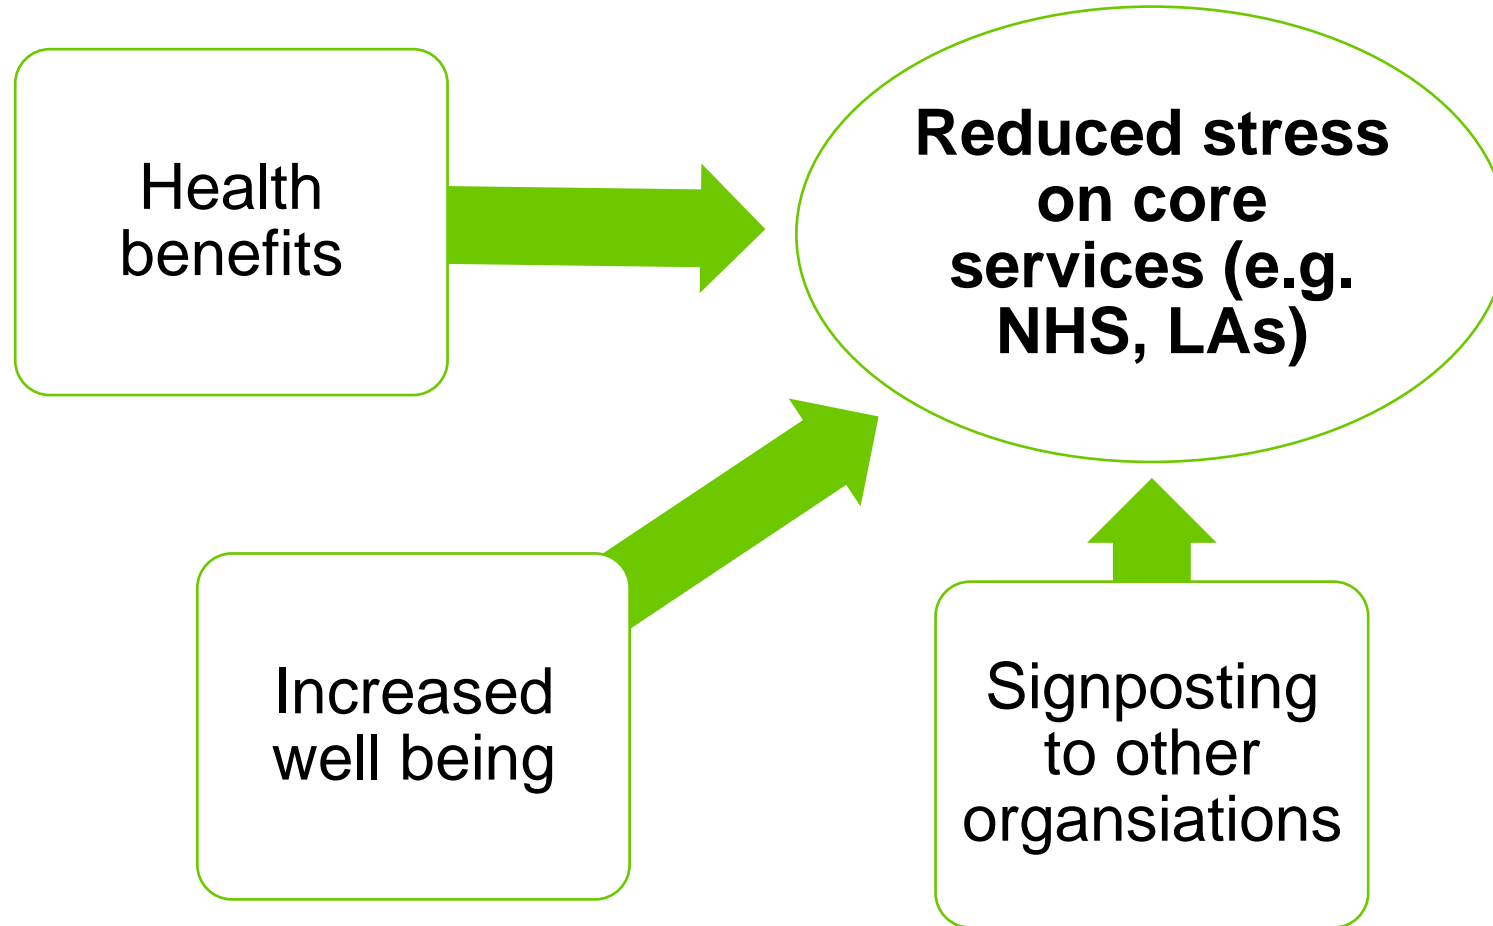 Health
benefits
Reduced stress
on core
services (e.g.
NHS, LAs)
Increased
well being
Signposting
to other
organsiations